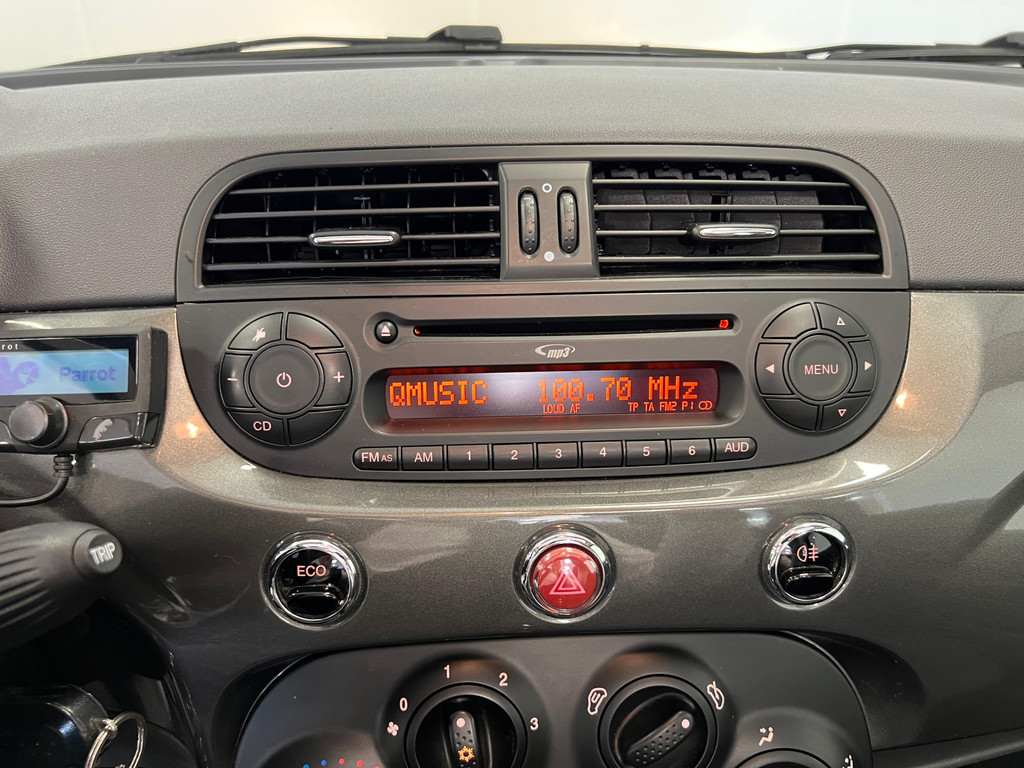 mp3
rrot
Parrot
QMUSIC 100.70 MHz
LOUD AF TP TA FM2 P1
MENU
CD
FM AS AM 1 2 3 4 5 6 AUD
TRIP
ECO
0 1 2 3